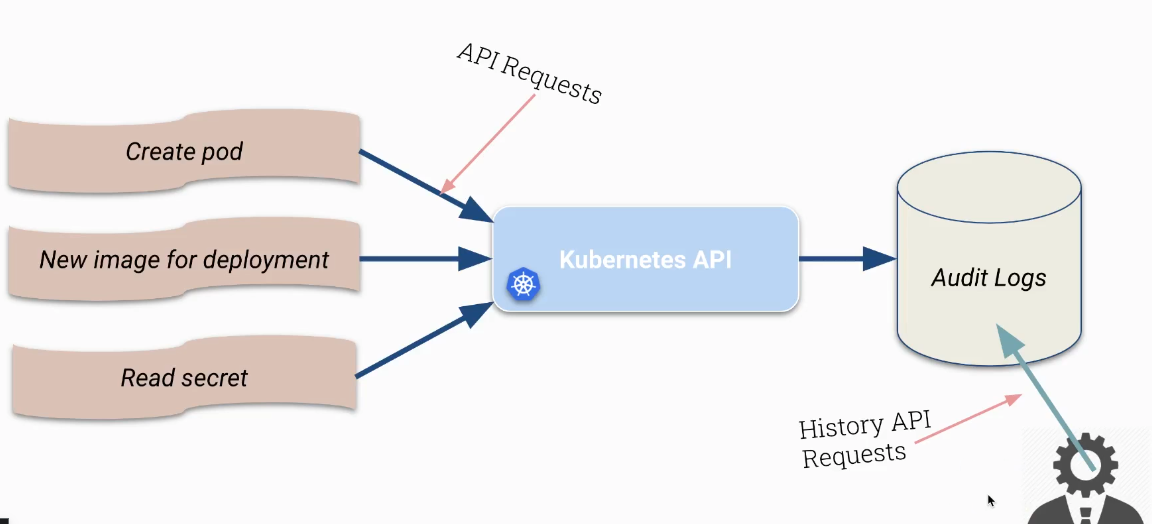 API Requests
Create pod
New image for deployment
Kubernetes API
Audit Logs
Read secret
History API
Requests